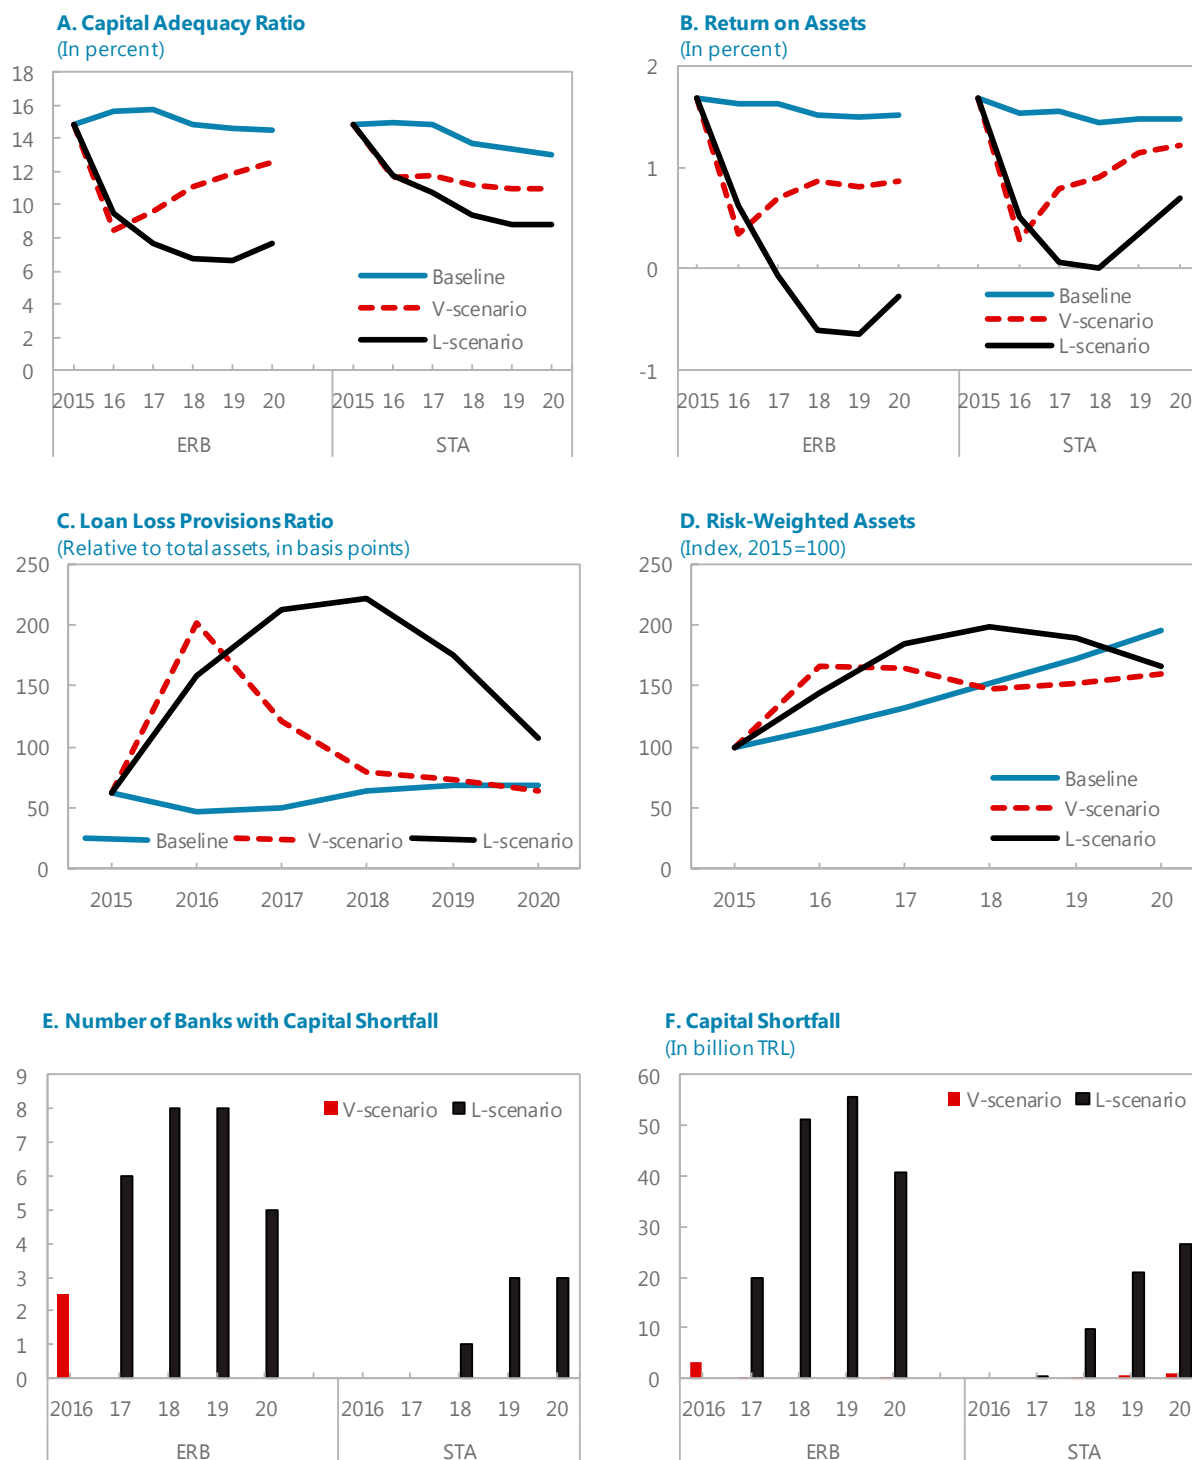 A. Capital Adequacy Ratio
(In percent)
18
16
14
12
10
8
6
4
2
0
Baseline
V-scenario
L-scenario
2015 16 17 18 19 20 2015 16 17 18 19 20
ERB STA
B. Return on Assets
(In percent)
2
1
0
-1
Baseline
V-scenario
L-scenario
2015 16 17 18 19 20 2015 16 17 18 19 20
ERB STA
C. Loan Loss Provisions Ratio
(Relative to total assets, in basis points)
250
200
150
100
50
0
Baseline V-scenario L-scenario
2015 2016 2017 2018 2019 2020
D. Risk-Weighted Assets
(Index, 2015=100)
250
200
150
100
50
0
Baseline
V-scenario
L-scenario
2015 16 17 18 19 20
E. Number of Banks with Capital Shortfall
9
8
7
6
5
4
3
2
1
0
V-scenario L-scenario
2016 17 18 19 20 2016 17 18 19 20
ERB STA
F. Capital Shortfall
(In billion TRL)
60
50
40
30
20
10
0
V-scenario L-scenario
2016 17 18 19 20 2016 17 18 19 20
ERB STA